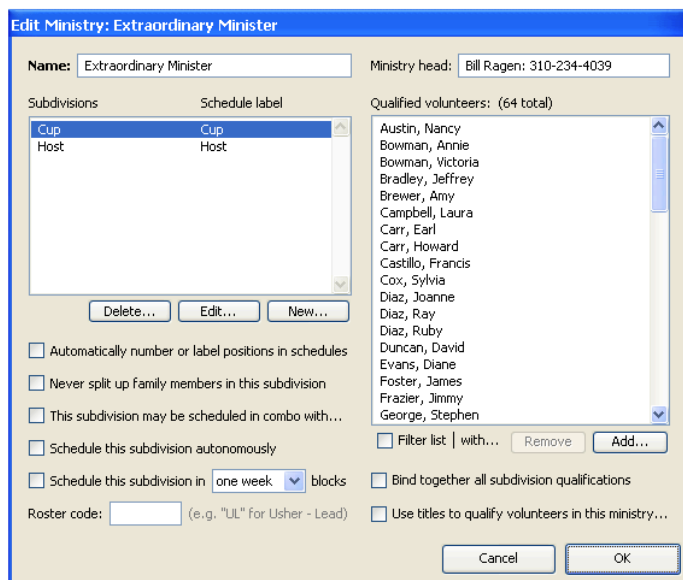 Edit Ministry: Extraordinary Minister
Name: Extraordinary Minister
Ministry head: Bill Ragen: 310-234-4039
Subdivisions Schedule label
Cup Cup
Host Host
Delete... Edit... New...
Automatically number or label positions in schedules
Never split up family members in this subdivision
This subdivision may be scheduled in combo with...
Schedule this subdivision autonomously
Schedule this subdivision in one week blocks
Roster code: (e.g. "UL" for Usher - Lead)
Qualified volunteers: (64 total)
Austin, Nancy
Bowman, Annie
Bowman, Victoria
Bradley, Jeffrey
Brewer, Amy
Campbell, Laura
Carr, Earl
Carr, Howard
Castillo, Francis
Cox, Sylvia
Diaz, Joanne
Diaz, Ray
Diaz, Ruby
Duncan, David
Evans, Diane
Foster, James
Frazier, Jimmy
George, Stephen
Filter list | with... Remove Add...
Bind together all subdivision qualifications
Use titles to qualify volunteers in this ministry...
Cancel OK